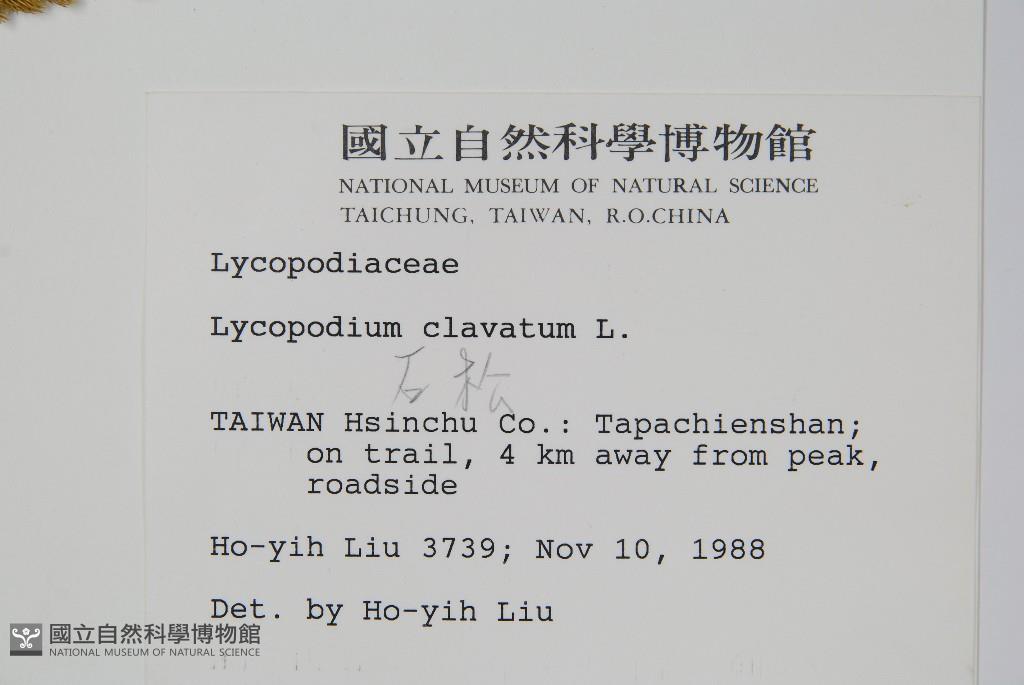 國立自然科學博物館
NATIONAL MUSEUM OF NATURAL SCIENCE
TAICHUNG, TAIWAN, R.O.CHINA
Lycopodiaceae
Lycopodium clavatum L.
石松
TAIWAN Hsinchu Co.: Tapachienshan;
on trail, 4 km away from peak,
roadside
Ho-yih Liu 3739; Nov 10, 1988
Det. by Ho-yih Liu
國立自然科學博物館
NATIONAL MUSEUM OF NATURAL SCIENCE